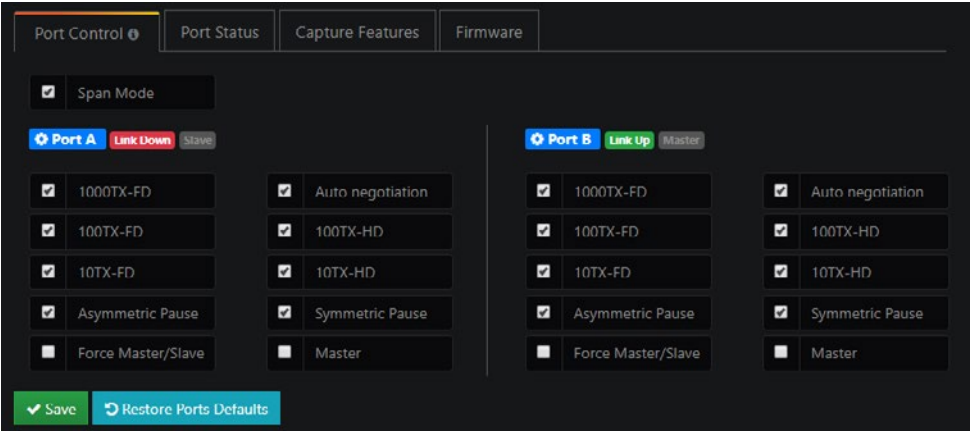 Port Control Port Status Capture Features Firmware
Span Mode
Port A Link Down Slave
Port B Link Up Master
1000TX-FD Auto negotiation
1000TX-FD Auto negotiation
100TX-FD 100TX-HD
100TX-FD 100TX-HD
10TX-FD 10TX-HD
10TX-FD 10TX-HD
Asymmetric Pause Symmetric Pause
Asymmetric Pause Symmetric Pause
Force Master/Slave Master
Force Master/Slave Master
Save Restore Ports Defaults